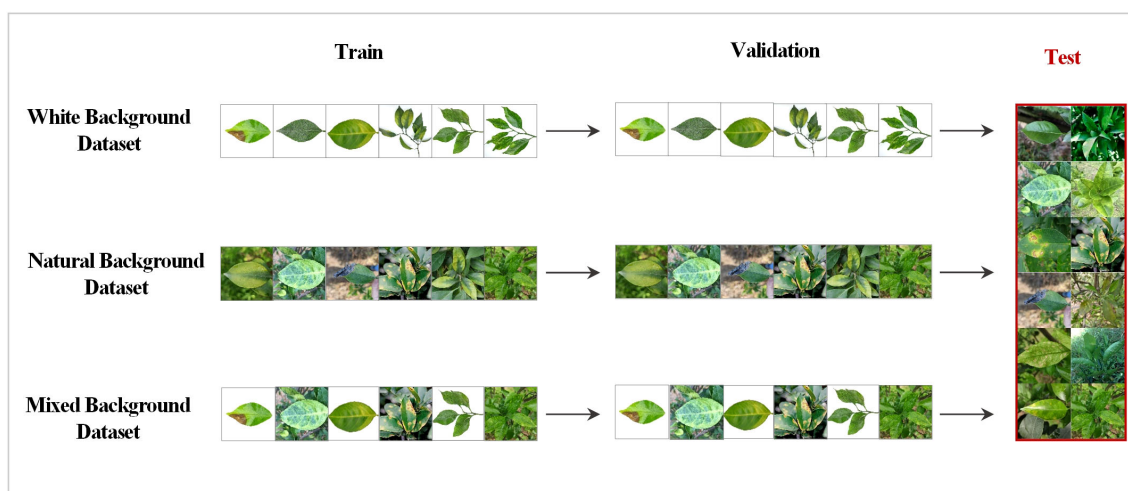 Train
Validation
Test
White Background
Dataset
Natural Background
Dataset
Mixed Background
Dataset